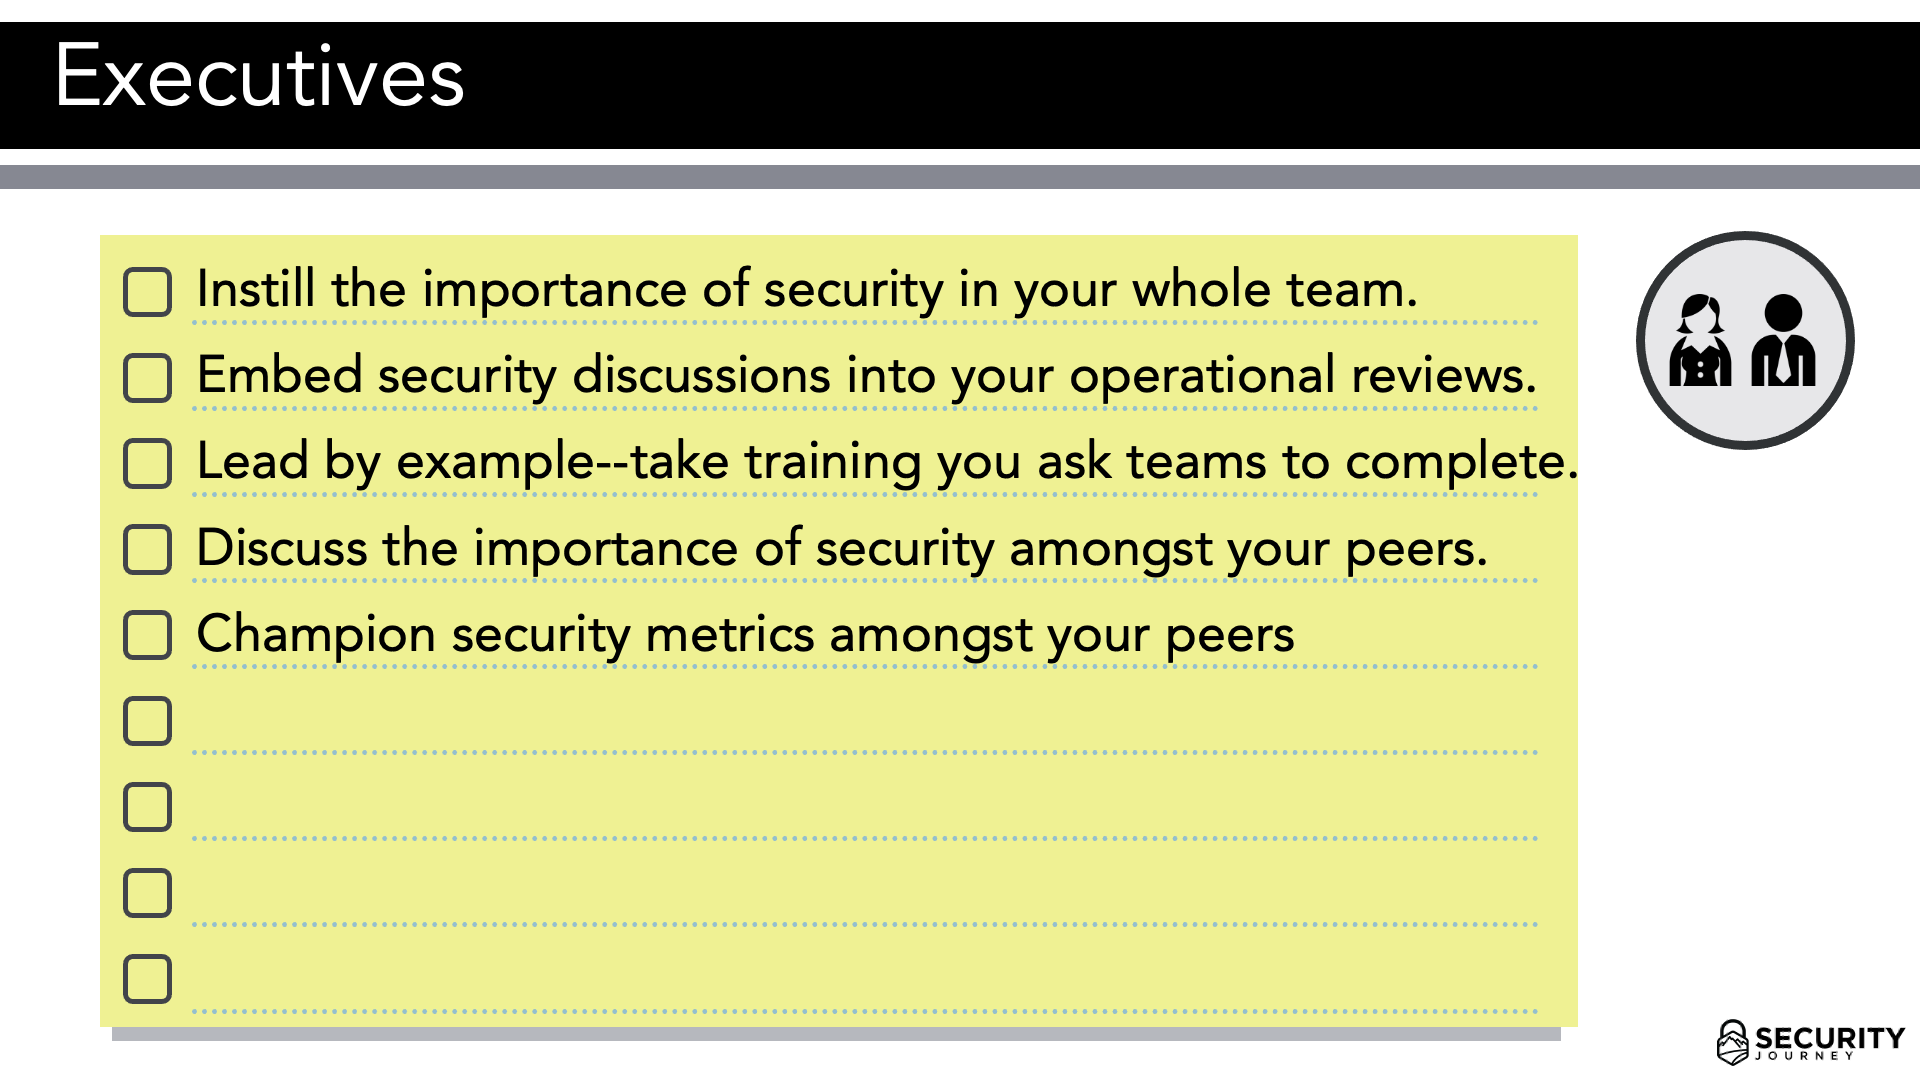 Executives
Instill the importance of security in your whole team.
Embed security discussions into your operational reviews.
Lead by example--take training you ask teams to complete.
Discuss the importance of security amongst your peers.
Champion security metrics amongst your peers
SECURITY
JOURNEY